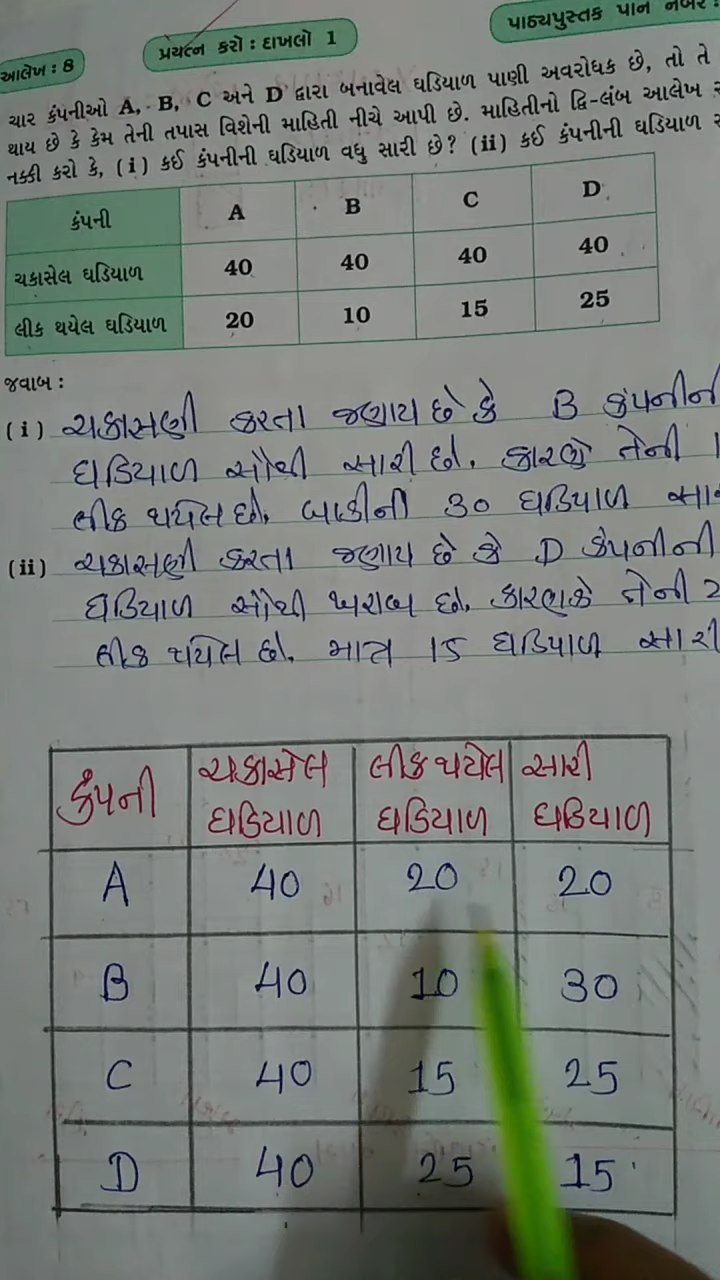 આલેખ : 8
પ્રયત્ન કરો : દાખલો 1
પાઠ્યપુસ્તક પાન નંબર :
ચાર કંપનીઓ A, B, C અને D દ્વારા બનાવેલ ઘડિયાળ પાણી અવરોધક છે, તો તે
થાય છે કે કેમ તેની તપાસ વિશેની માહિતી નીચે આપી છે. માહિતીનો દ્વિ-લંબ આલેખ
નક્કી કરો કે, (i) કઈ કંપનીની ઘડિયાળ વધુ સારી છે? (ii) કઈ કંપનીની ઘડિયાળ
કંપની A B C D
ચકાસેલ ઘડિયાળ 40 40 40 40
લીક થયેલ ઘડિયાળ 20 10 15 25
જવાબ :
(i) ચકાસણી કરતા જણાય છે કે B કંપનીની
ઘડિયાળ સૌથી સારી છે. કારણકે તેની
લીક થયેલ છે. બાકીની 30 ઘડિયાળ
(ii) ચકાસણી કરતા જણાય છે કે D કંપનીની
ઘડિયાળ સૌથી ખરાબ છે. કારણકે તેની
લીક થયેલ છે. માત્ર 15 ઘડિયાળ સારી
કંપની ચકાસેલ ઘડિયાળ લીક થયેલ ઘડિયાળ સારી ઘડિયાળ
A 40 20 20
B 40 10 30
C 40 15 25
D 40 25 15